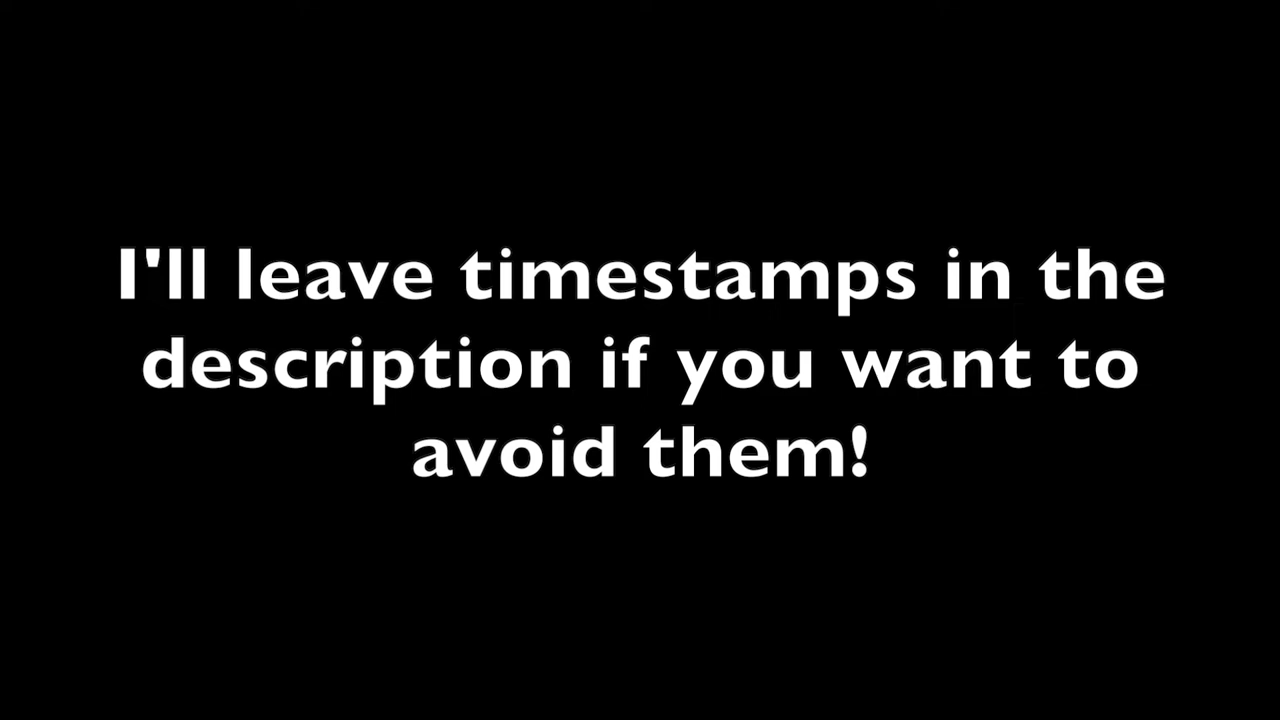 I'll leave timestamps in the
description if you want to
avoid them!